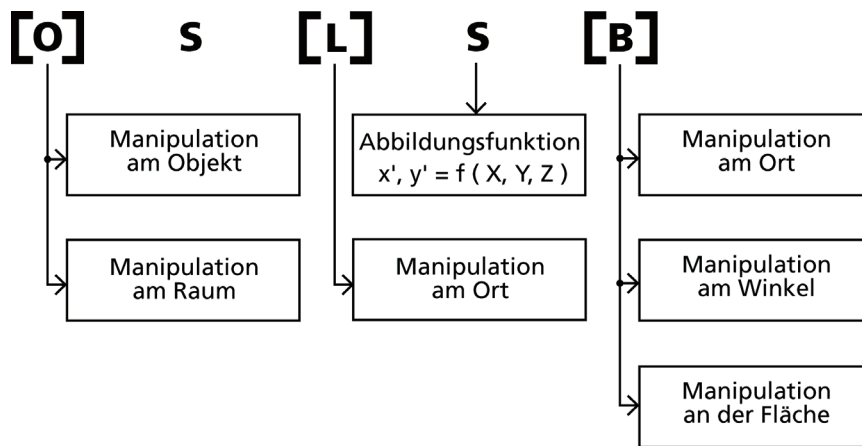 [O] S [L] S [B]
Manipulation
am Objekt
Abbildungsfunktion
x', y' = f ( X, Y, Z )
Manipulation
am Ort
Manipulation
am Raum
Manipulation
am Ort
Manipulation
am Winkel
Manipulation
an der Fläche